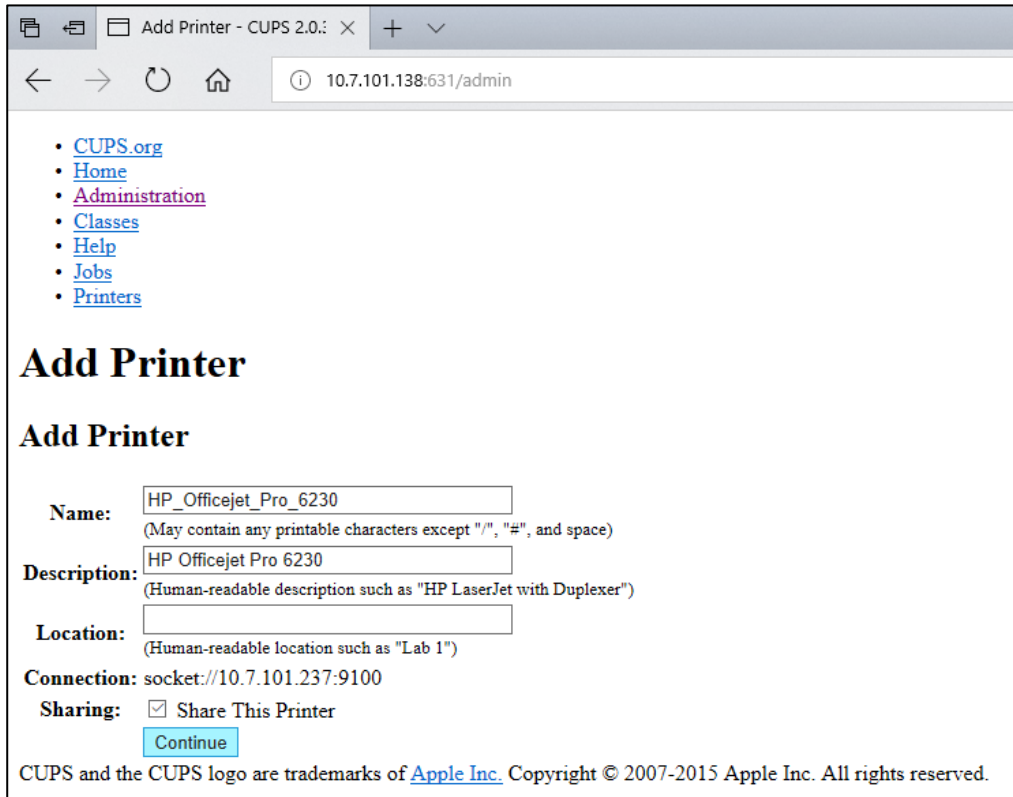 Add Printer - CUPS 2.0.3
10.7.101.138:631/admin
• CUPS.org
• Home
• Administration
• Classes
• Help
• Jobs
• Printers
Add Printer
Add Printer
Name: HP_Officejet_Pro_6230
(May contain any printable characters except "/", "#", and space)
Description: HP Officejet Pro 6230
(Human-readable description such as "HP LaserJet with Duplexer")
Location:
(Human-readable location such as "Lab 1")
Connection: socket://10.7.101.237:9100
Sharing: Share This Printer
Continue
CUPS and the CUPS logo are trademarks of Apple Inc. Copyright © 2007-2015 Apple Inc. All rights reserved.